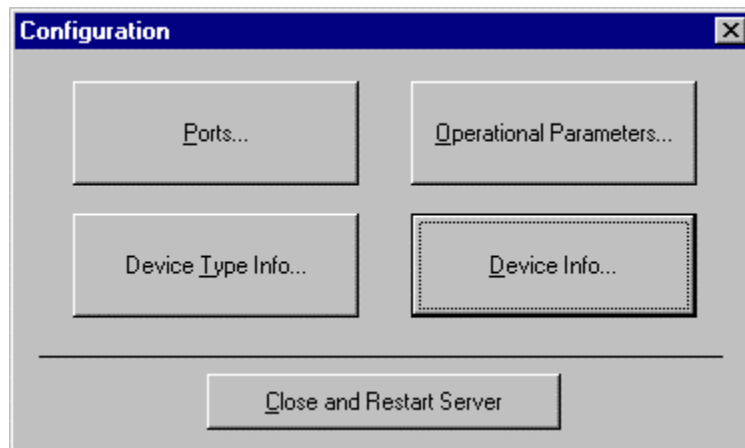 Configuration
Ports...
Operational Parameters...
Device Type Info...
Device Info...
Close and Restart Server